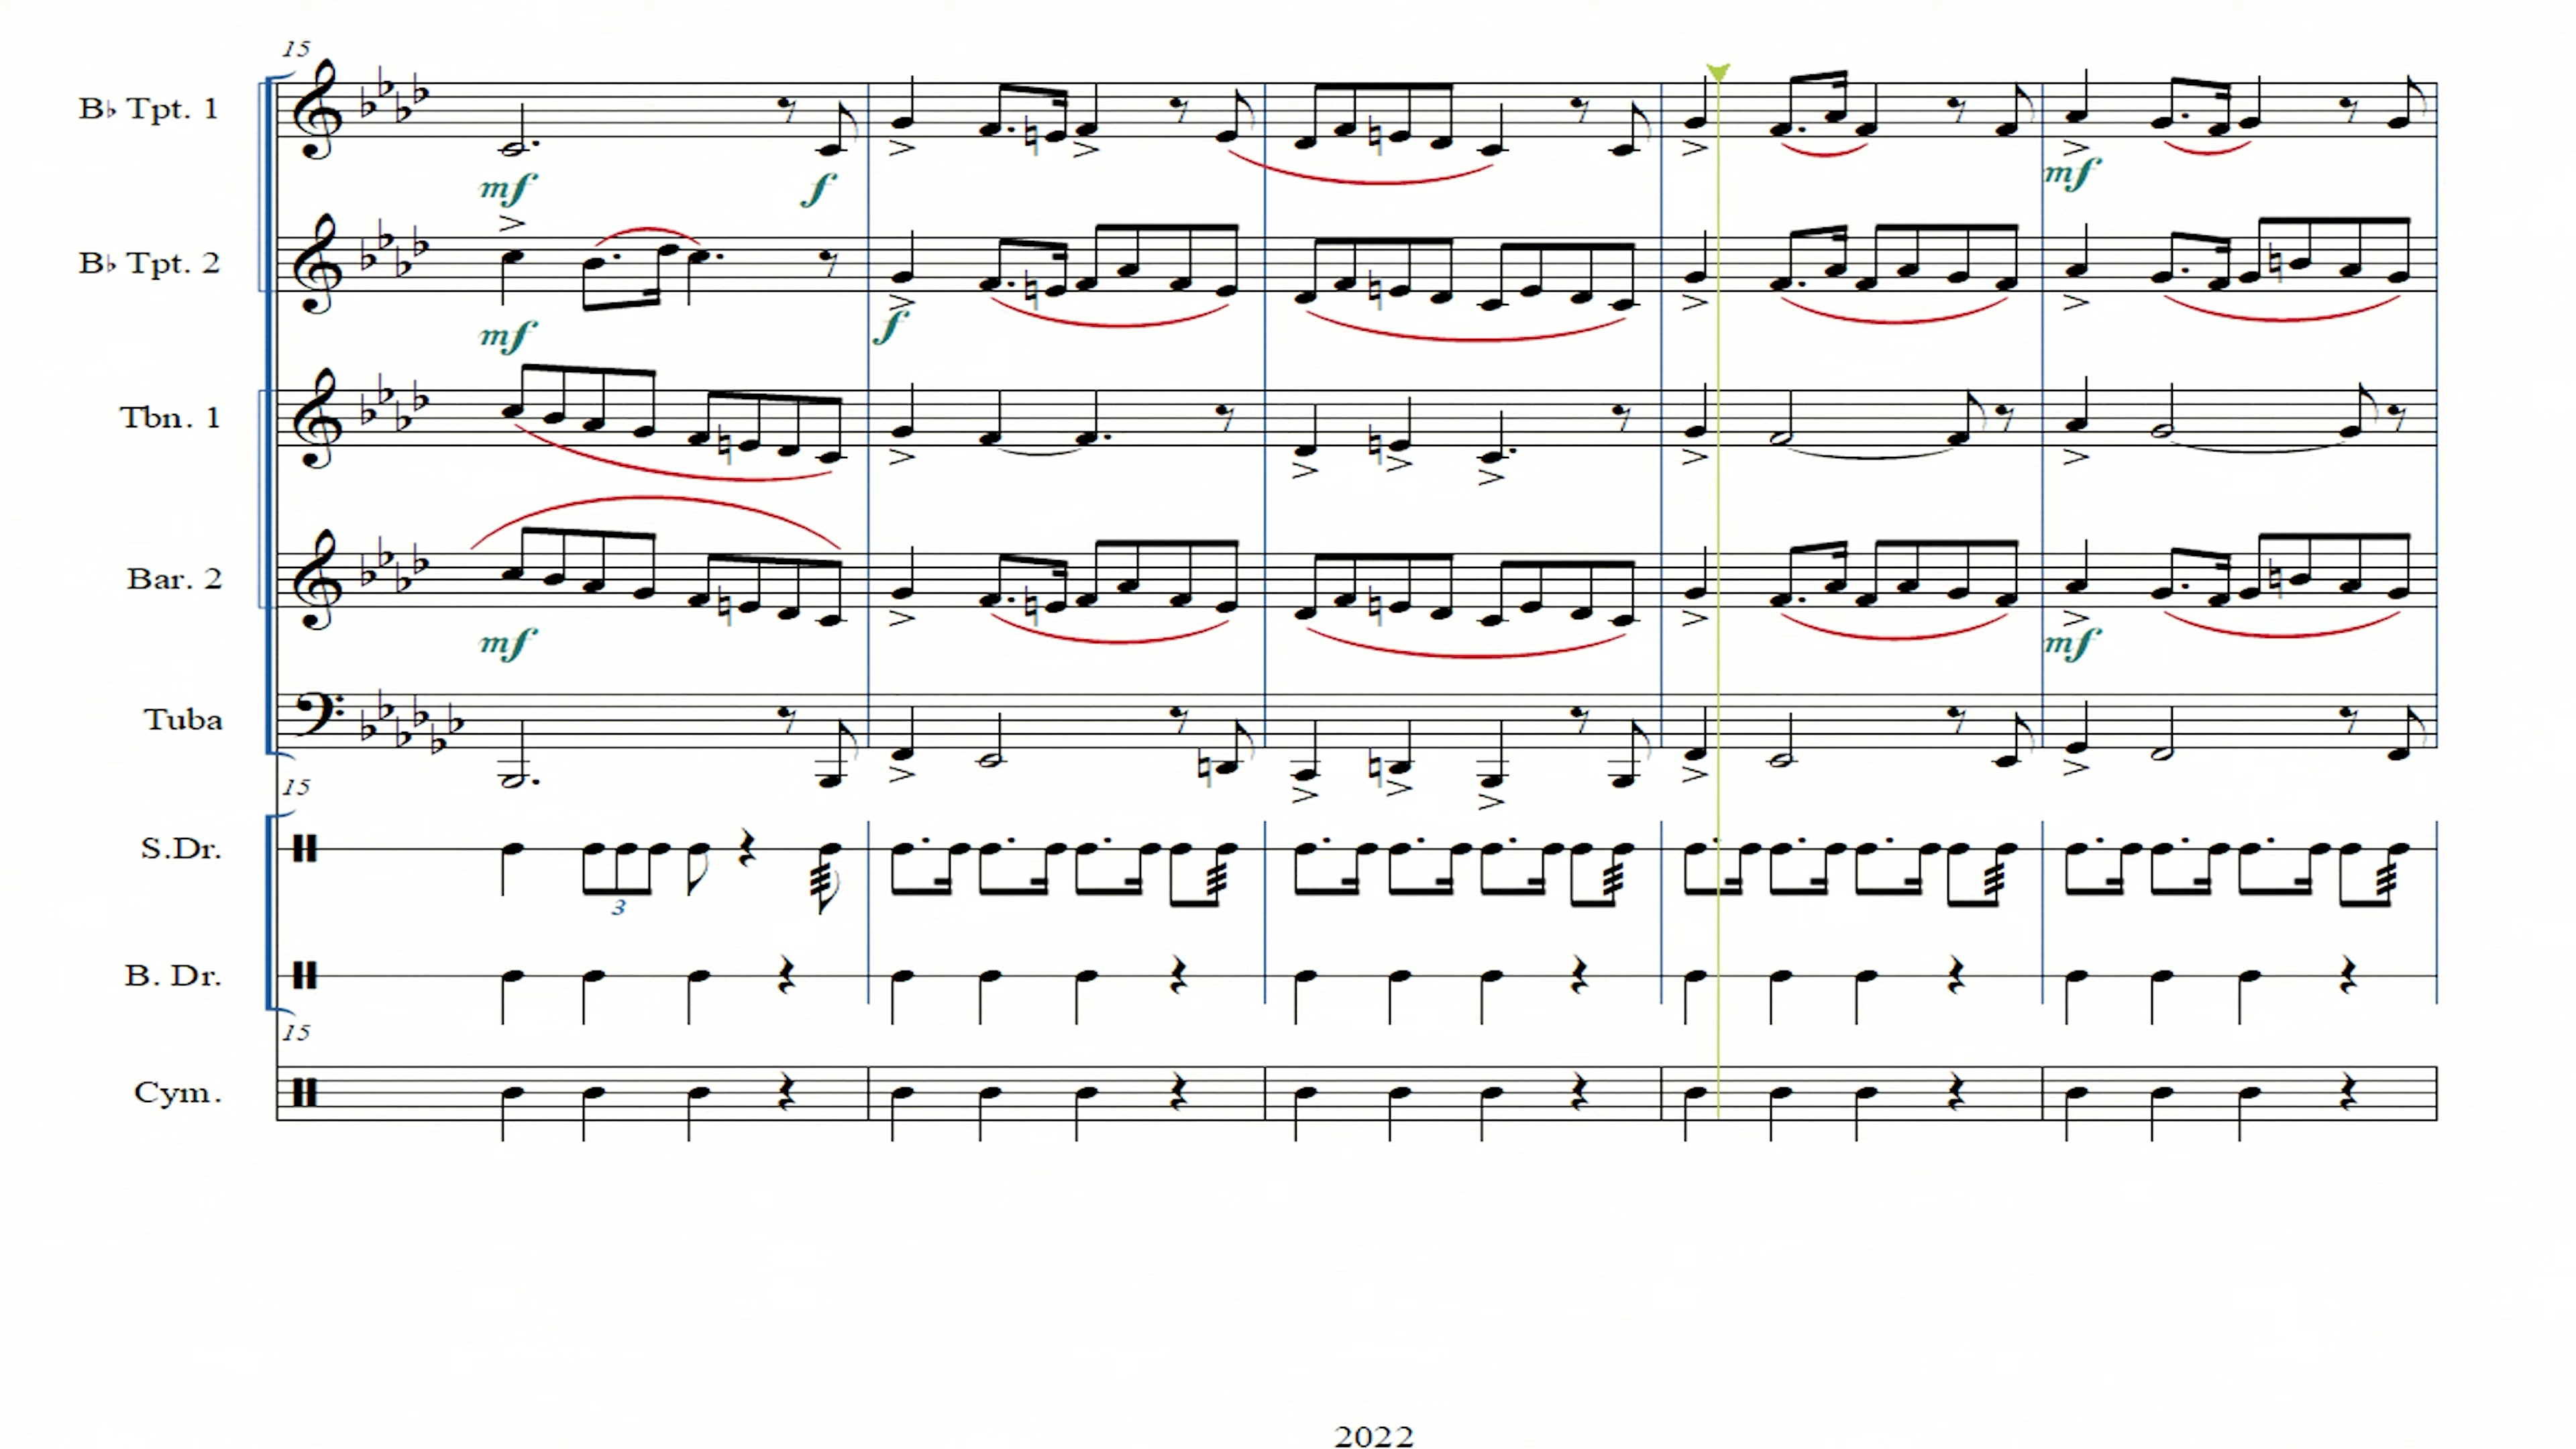 15
B♭ Tpt. 1
mf
f
mf
B♭ Tpt. 2
mf
f
Tbn. 1
Bar. 2
mf
mf
Tuba
15
S.Dr.
3
B. Dr.
15
Cym.
2022